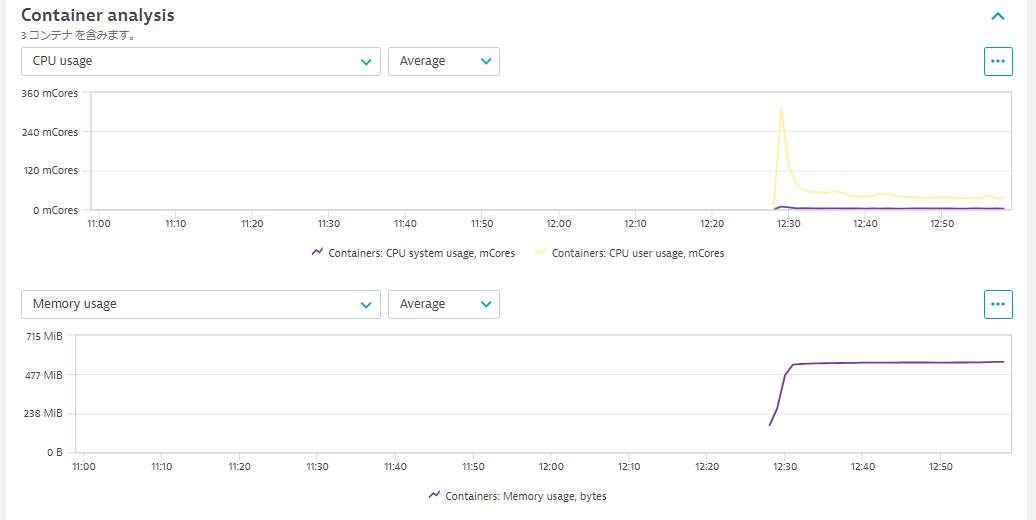 Container analysis
3 コンテナ を含みます。
CPU usage
Average
360 mCores
240 mCores
120 mCores
0 mCores
11:00 11:10 11:20 11:30 11:40 11:50 12:00 12:10 12:20 12:30 12:40 12:50
Containers: CPU system usage, mCores Containers: CPU user usage, mCores
Memory usage
Average
715 MiB
477 MiB
238 MiB
0 B
11:00 11:10 11:20 11:30 11:40 11:50 12:00 12:10 12:20 12:30 12:40 12:50
Containers: Memory usage, bytes